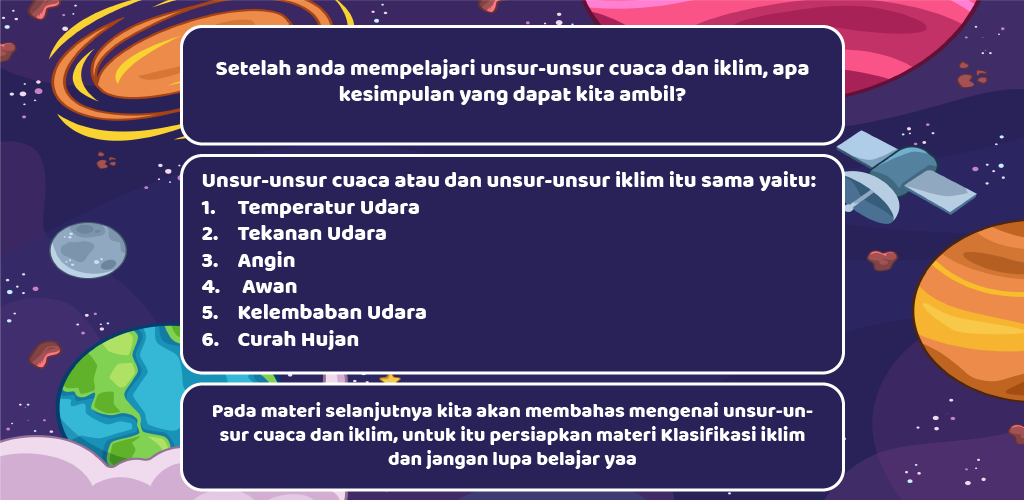 Setelah anda mempelajari unsur-unsur cuaca dan iklim, apa
kesimpulan yang dapat kita ambil?
Unsur-unsur cuaca atau dan unsur-unsur iklim itu sama yaitu:
1. Temperatur Udara
2. Tekanan Udara
3. Angin
4. Awan
5. Kelembaban Udara
6. Curah Hujan
Pada materi selanjutnya kita akan membahas mengenai unsur-un-
sur cuaca dan iklim, untuk itu persiapkan materi Klasifikasi iklim
dan jangan lupa belajar yaa